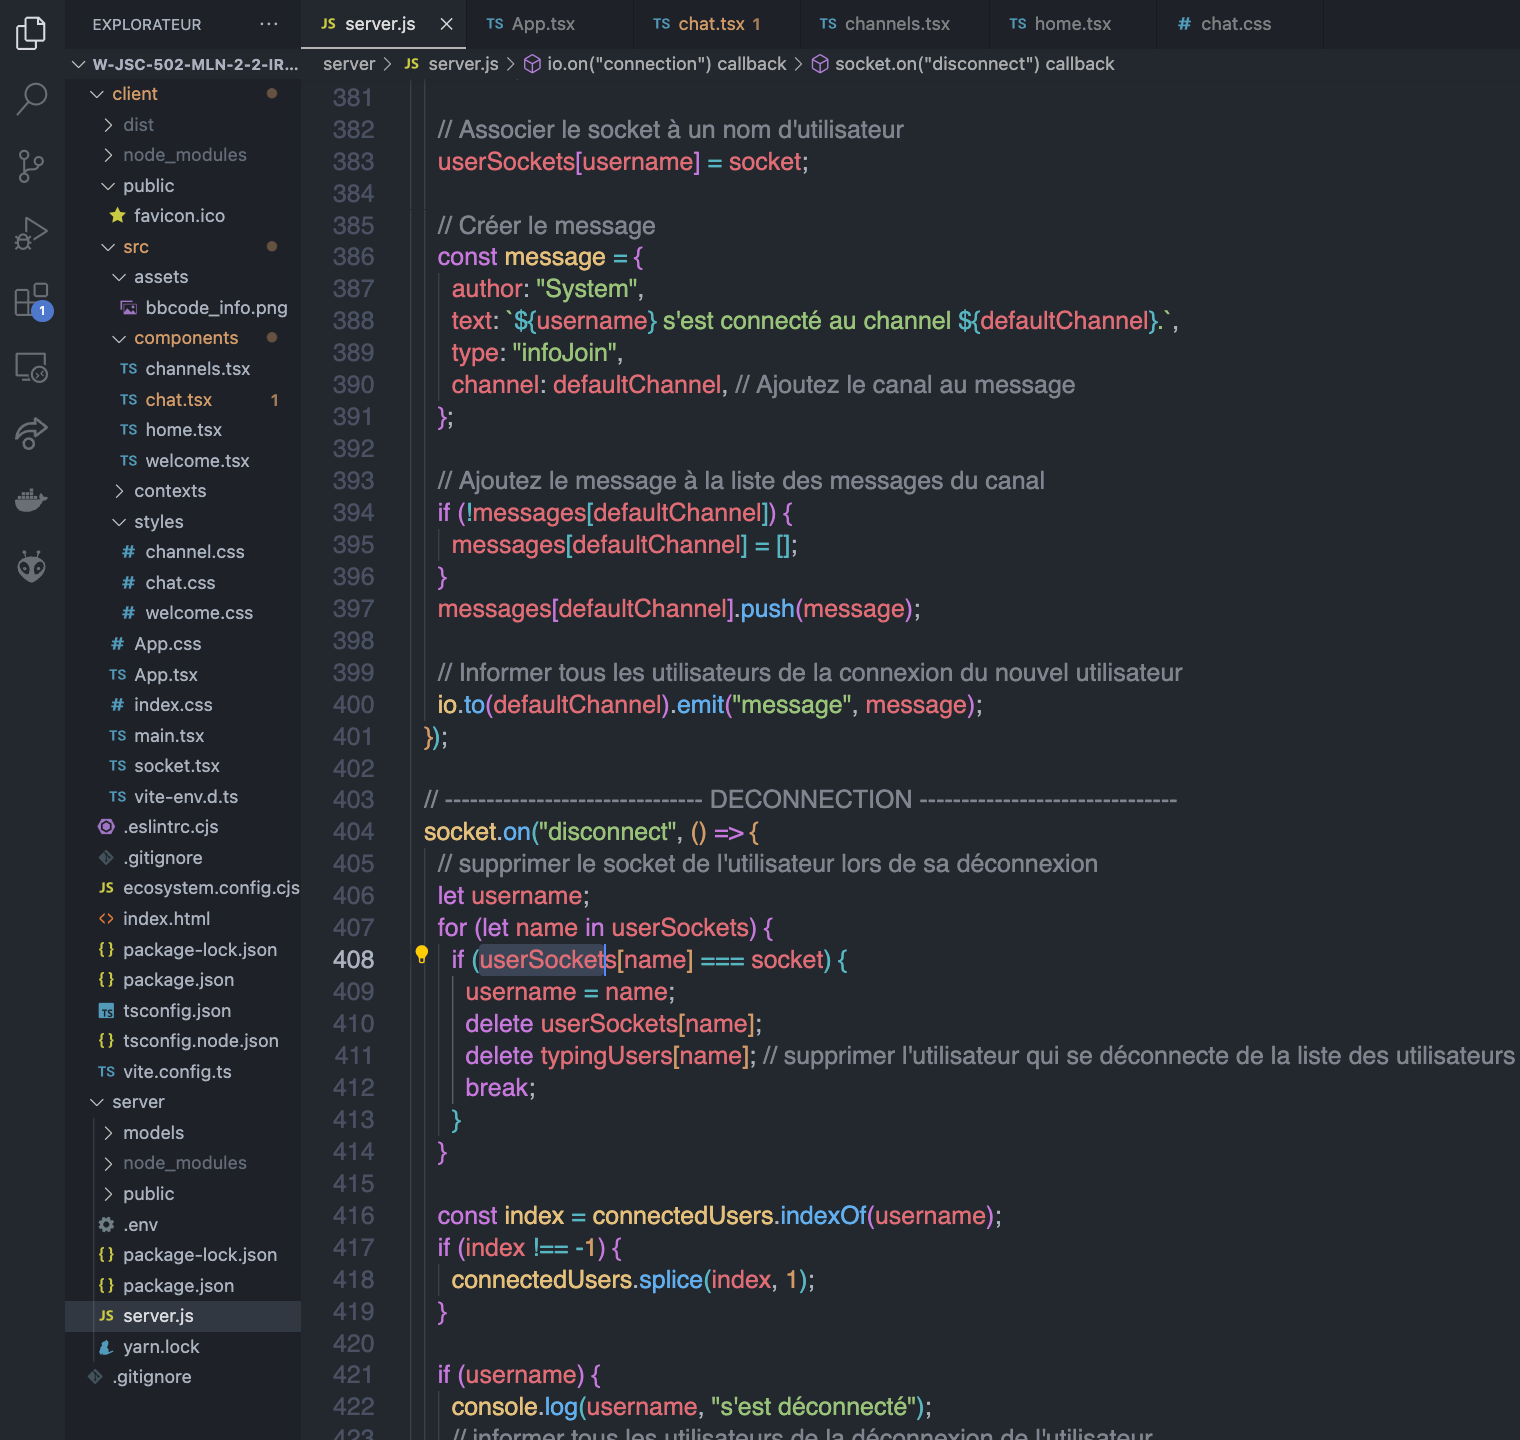 EXPLORATEUR
W-JSC-502-MLN-2-2-IR...
client
dist
node_modules
public
favicon.ico
src
assets
bbcode_info.png
components
TS channels.tsx
TS chat.tsx 1
TS home.tsx
TS welcome.tsx
contexts
styles
# channel.css
# chat.css
# welcome.css
# App.css
TS App.tsx
# index.css
TS main.tsx
TS socket.tsx
TS vite-env.d.ts
.eslintrc.cjs
.gitignore
JS ecosystem.config.cjs
<> index.html
{} package-lock.json
{} package.json
TS tsconfig.json
{} tsconfig.node.json
TS vite.config.ts
server
models
node_modules
public
.env
{} package-lock.json
{} package.json
JS server.js
yarn.lock
.gitignore
1
JS server.js TS App.tsx TS chat.tsx 1 TS channels.tsx TS home.tsx # chat.css
server > JS server.js > io.on("connection") callback > socket.on("disconnect") callback
381
382 // Associer le socket à un nom d'utilisateur
383 userSockets[username] = socket;
384
385 // Créer le message
386 const message = {
387 author: "System",
388 text: `${username} s'est connecté au channel ${defaultChannel}.`,
389 type: "infoJoin",
390 channel: defaultChannel, // Ajoutez le canal au message
391 };
392
393 // Ajoutez le message à la liste des messages du canal
394 if (!messages[defaultChannel]) {
395 messages[defaultChannel] = [];
396 }
397 messages[defaultChannel].push(message);
398
399 // Informer tous les utilisateurs de la connexion du nouvel utilisateur
400 io.to(defaultChannel).emit("message", message);
401 });
402
403 // ------------------------------- DECONNECTION -------------------------------
404 socket.on("disconnect", () => {
405 // supprimer le socket de l'utilisateur lors de sa déconnexion
406 let username;
407 for (let name in userSockets) {
408 if (userSockets[name] === socket) {
409 username = name;
410 delete userSockets[name];
411 delete typingUsers[name]; // supprimer l'utilisateur qui se déconnecte de la liste des utilisateurs
412 break;
413 }
414 }
415
416 const index = connectedUsers.indexOf(username);
417 if (index !== -1) {
418 connectedUsers.splice(index, 1);
419 }
420
421 if (username) {
422 console.log(username, "s'est déconnecté");
423 // informer tous les utilisateurs de la déconnexion de l'utilisateur